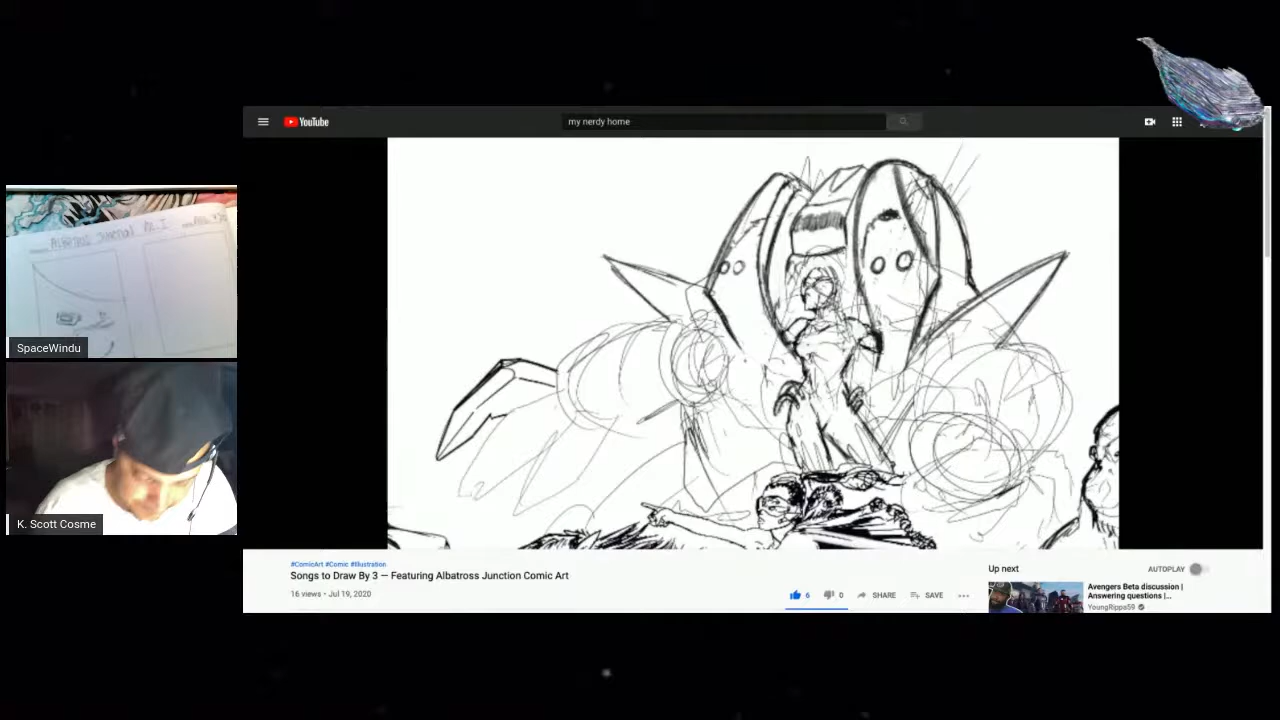 YouTube
my nerdy home
Albatross Journal
SpaceWindu
K. Scott Cosme
#ComicArt #Comic #Illustration
Songs to Draw By 3 — Featuring Albatross Junction Comic Art
16 views • Jul 19, 2020
6
0
SHARE
SAVE
Up next
AUTOPLAY
Avengers Beta discussion |
Answering questions |...
YoungRippa59